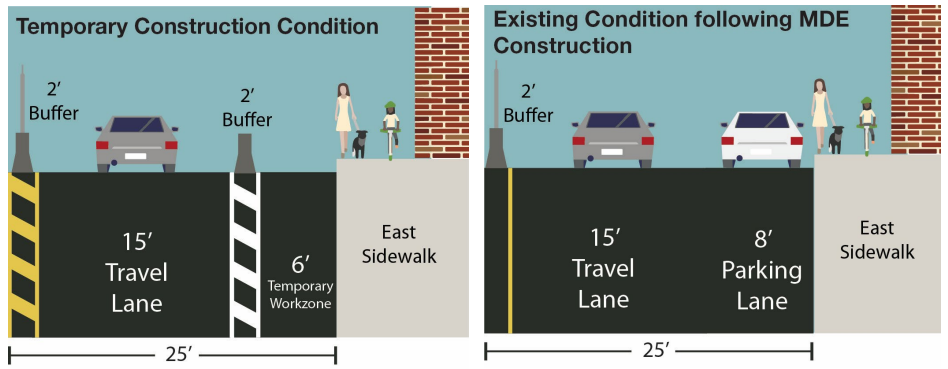 Temporary Construction Condition
2’
Buffer
2’
Buffer
15’
Travel
Lane
6’
Temporary
Workzone
East
Sidewalk
25’
Existing Condition following MDE
Construction
2’
Buffer
15’
Travel
Lane
8’
Parking
Lane
East
Sidewalk
25’